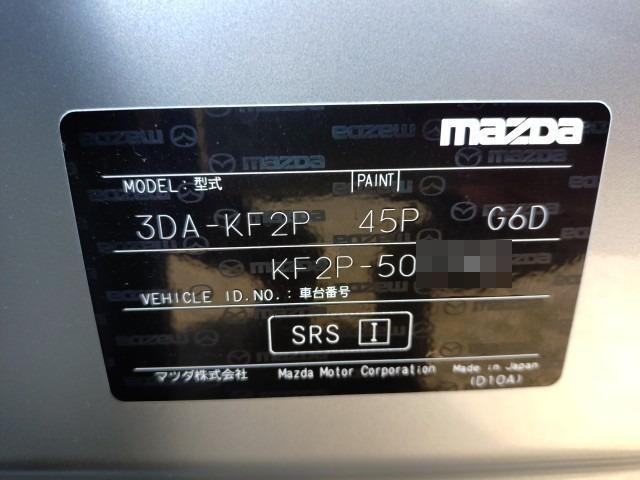 mazda
MODEL:型式 PAINT
3DA-KF2P 45P G6D
KF2P-50
VEHICLE ID.NO.:車台番号
SRS I
マツダ株式会社 Mazda Motor Corporation Made in Japan
(D10A)